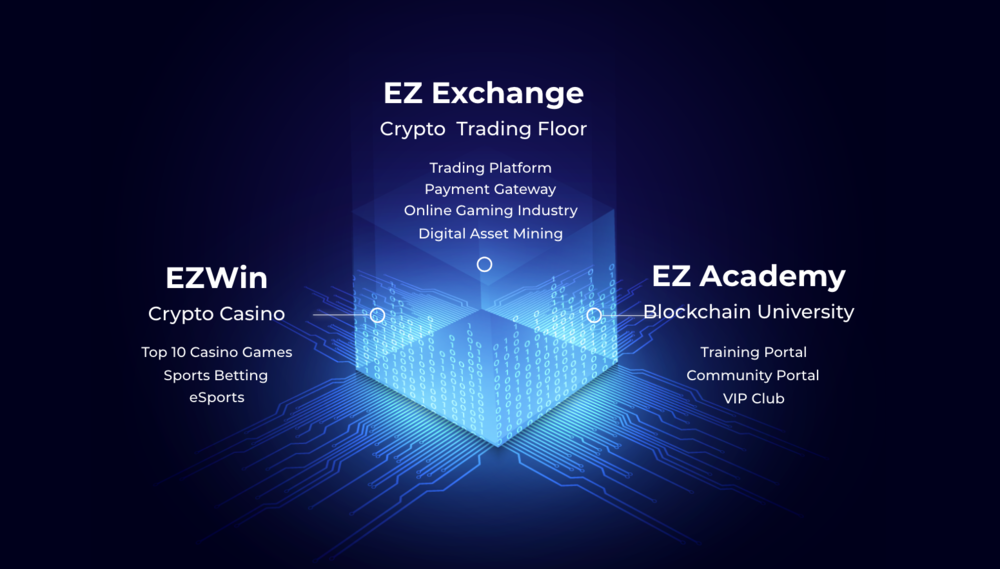 EZ Exchange
Crypto Trading Floor
Trading Platform
Payment Gateway
Online Gaming Industry
Digital Asset Mining
EZWin
Crypto Casino
Top 10 Casino Games
Sports Betting
eSports
EZ Academy
Blockchain University
Training Portal
Community Portal
VIP Club